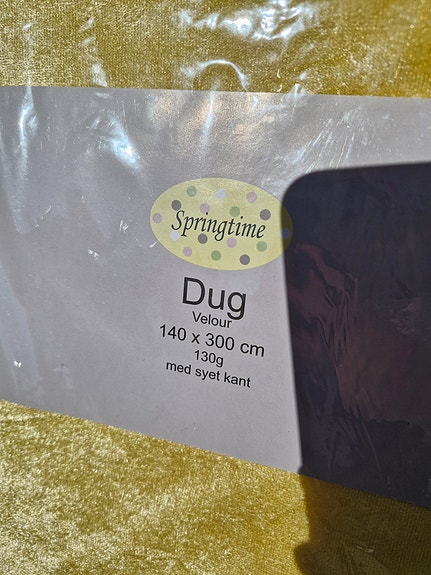 Springtime
Dug
Velour
140 x 300 cm
130g
med syet kant